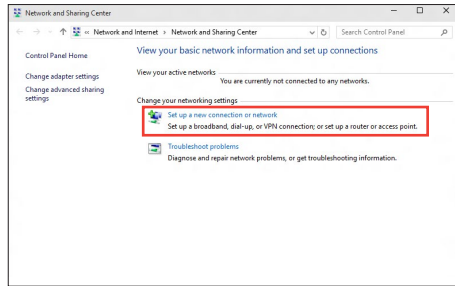 Network and Sharing Center
« Network and Internet › Network and Sharing Center
Search Control Panel
Control Panel Home
Change adapter settings
Change advanced sharing
settings
View your basic network information and set up connections
View your active networks
You are currently not connected to any networks.
Change your networking settings
Set up a new connection or network
Set up a broadband, dial-up, or VPN connection; or set up a router or access point.
Troubleshoot problems
Diagnose and repair network problems, or get troubleshooting information.